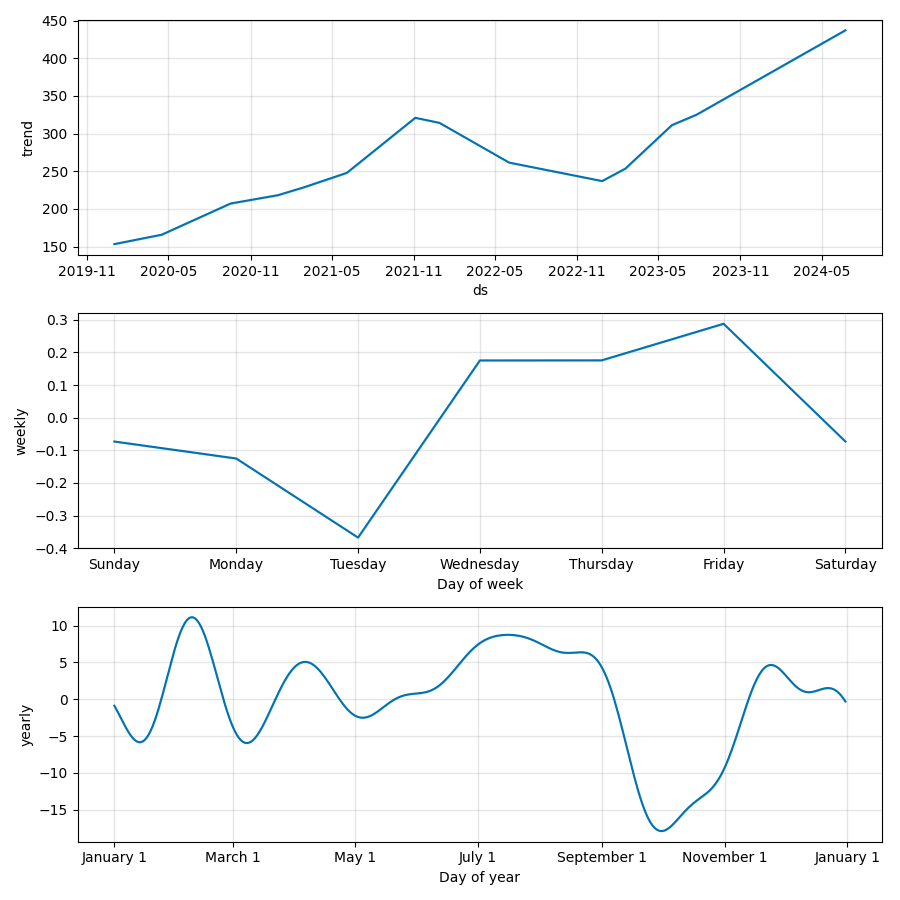 450
400
350
300
250
200
150
trend
2019-11 2020-05 2020-11 2021-05 2021-11 2022-05 2022-11 2023-05 2023-11 2024-05
ds
0.3
0.2
0.1
0.0
−0.1
−0.2
−0.3
−0.4
weekly
Sunday Monday Tuesday Wednesday Thursday Friday Saturday
Day of week
10
5
0
−5
−10
−15
yearly
January 1 March 1 May 1 July 1 September 1 November 1 January 1
Day of year